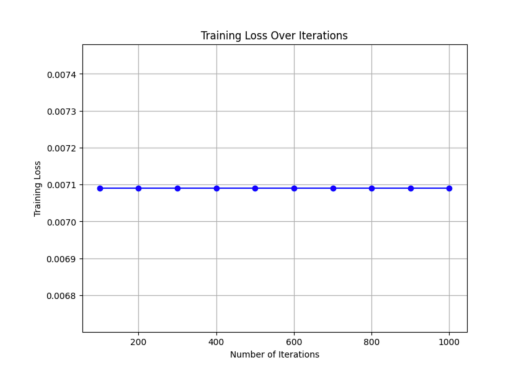 Training Loss Over Iterations
0.0074
0.0073
0.0072
0.0071
0.0070
0.0069
0.0068
Training Loss
200 400 600 800 1000
Number of Iterations